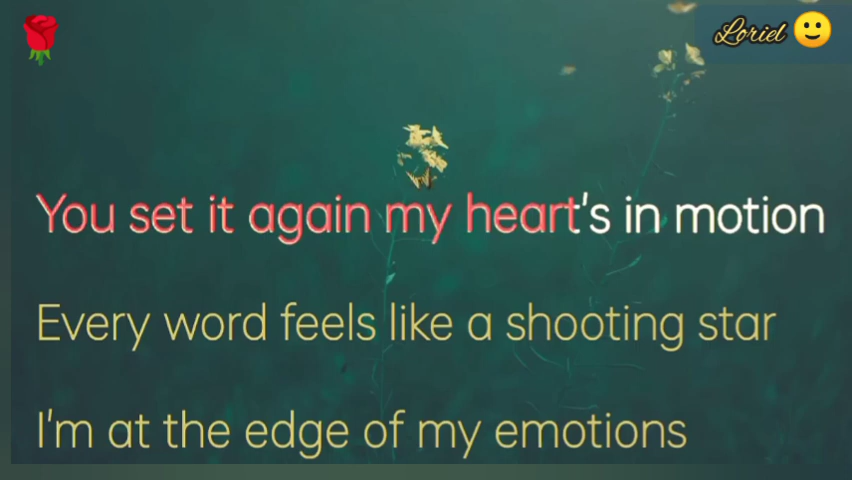 Loriel
You set it again my heart's in motion
Every word feels like a shooting star
I'm at the edge of my emotions